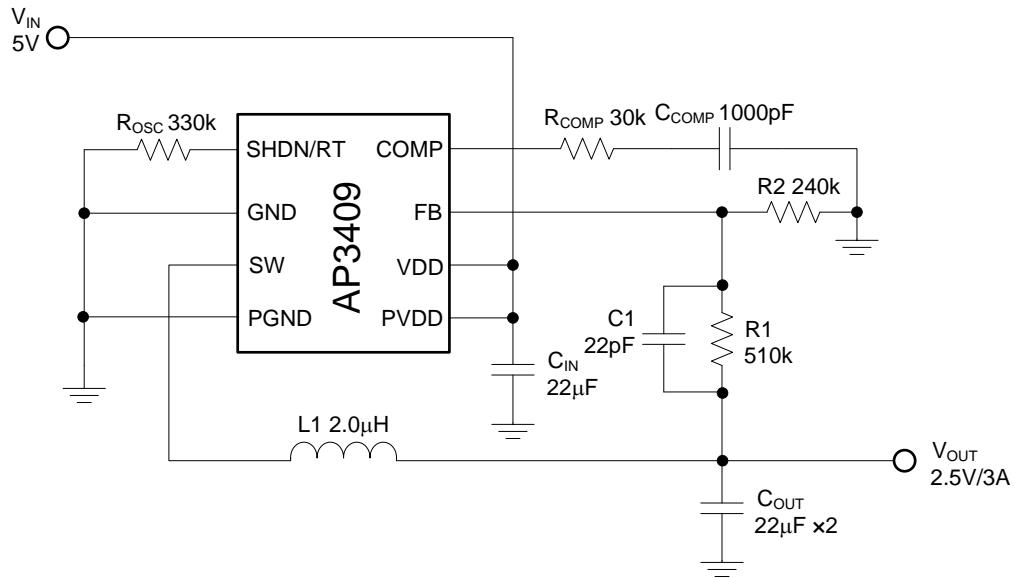 VIN
5V
ROSC 330k
SHDN/RT
GND
SW
PGND
AP3409
COMP
FB
VDD
PVDD
RCOMP 30k
CCOMP 1000pF
R2 240k
C1
22pF
R1
510k
CIN
22μF
L1 2.0μH
VOUT
2.5V/3A
COUT
22μF ×2